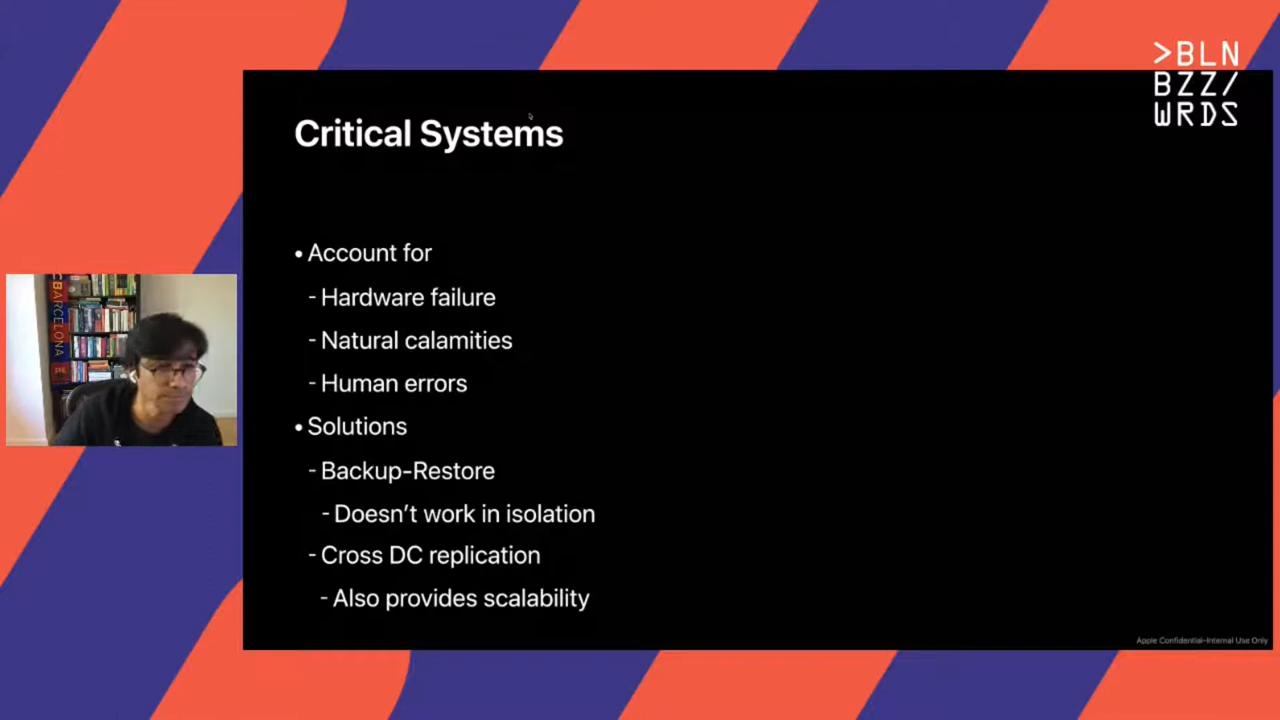 >BLN
BZZ/
WRDS
Critical Systems
• Account for
- Hardware failure
- Natural calamities
- Human errors
• Solutions
- Backup-Restore
- Doesn't work in isolation
- Cross DC replication
- Also provides scalability
Apple Confidential–Internal Use Only
CBARCELONA